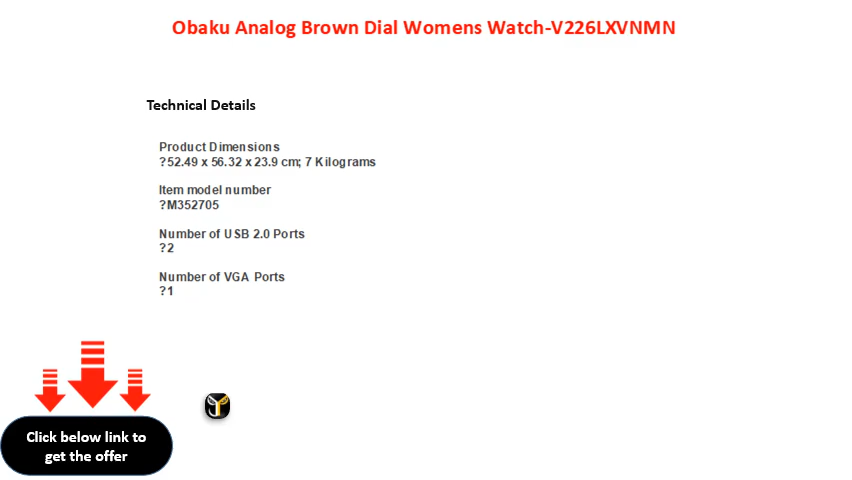 Obaku Analog Brown Dial Womens Watch-V226LXVNMN
Technical Details
Product Dimensions
?52.49 x 56.32 x 23.9 cm; 7 Kilograms
Item model number
?M352705
Number of USB 2.0 Ports
?2
Number of VGA Ports
?1
Click below link to
get the offer